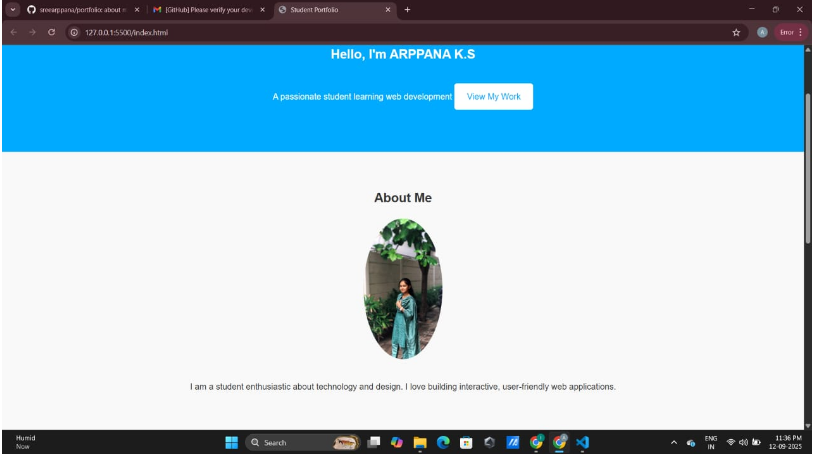 sreearppana/portfolio: about m
[GitHub] Please verify your devi
Student Portfolio
127.0.0.1:5500/index.html
Error
Hello, I'm ARPPANA K.S
A passionate student learning web development View My Work
About Me
I am a student enthusiastic about technology and design. I love building interactive, user-friendly web applications.
Humid
Now
Search
ENG
IN
11:36 PM
12-09-2025